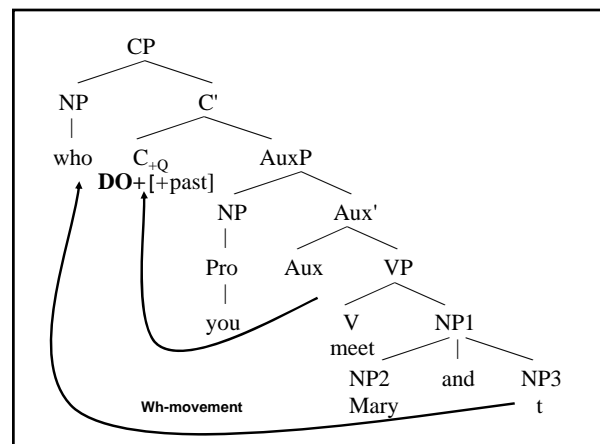 CP
NP C'
who C+Q AuxP
DO+[+past]
NP Aux'
Pro Aux VP
you V NP1
meet
NP2 and NP3
Mary t
Wh-movement